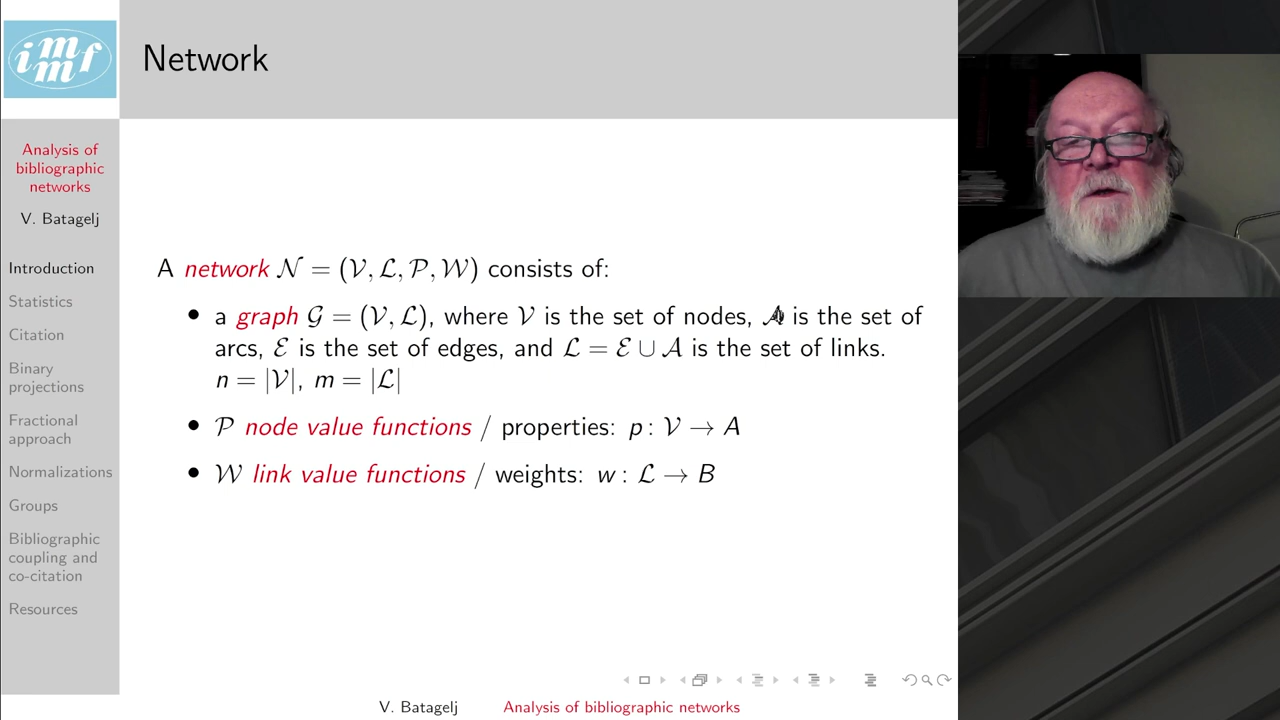 immf
Network
Analysis of
bibliographic
networks
V. Batagelj
Introduction
Statistics
Citation
Binary
projections
Fractional
approach
Normalizations
Groups
Bibliographic
coupling and
co-citation
Resources
A network 𝒩 = (𝒱, ℒ, 𝒫, 𝒲) consists of:
• a graph 𝒢 = (𝒱, ℒ), where 𝒱 is the set of nodes, 𝒜 is the set of
arcs, ℰ is the set of edges, and ℒ = ℰ ∪ 𝒜 is the set of links.
n = |𝒱|, m = |ℒ|
• 𝒫 node value functions / properties: p : 𝒱 → A
• 𝒲 link value functions / weights: w : ℒ → B
V. Batagelj Analysis of bibliographic networks